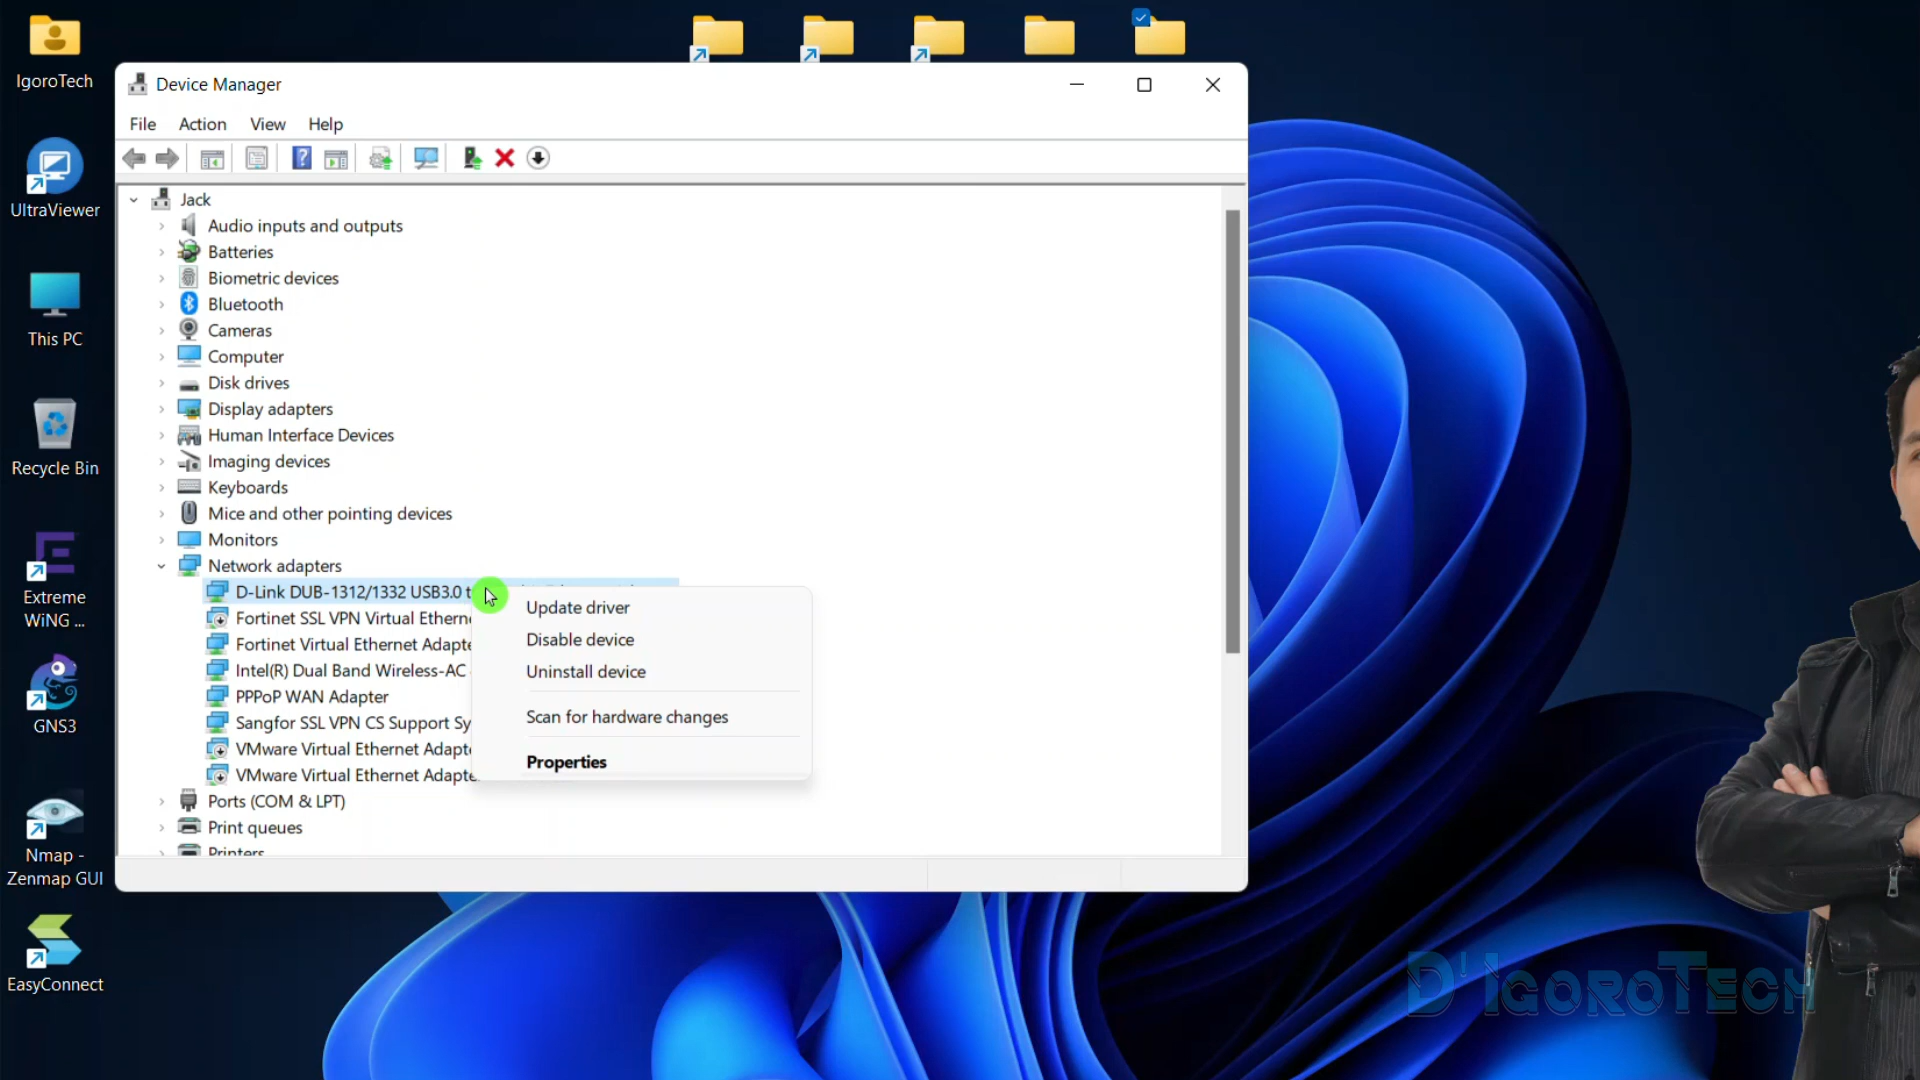 IgoroTech
UltraViewer
This PC
Recycle Bin
Extreme
WiNG ...
GNS3
Nmap -
Zenmap GUI
EasyConnect
Device Manager
File Action View Help
Jack
Audio inputs and outputs
Batteries
Biometric devices
Bluetooth
Cameras
Computer
Disk drives
Display adapters
Human Interface Devices
Imaging devices
Keyboards
Mice and other pointing devices
Monitors
Network adapters
D-Link DUB-1312/1332 USB3.0
Fortinet SSL VPN Virtual Ethern
Fortinet Virtual Ethernet Adapte
Intel(R) Dual Band Wireless-AC
PPPoP WAN Adapter
Sangfor SSL VPN CS Support Sy
VMware Virtual Ethernet Adapte
VMware Virtual Ethernet Adapte
Ports (COM & LPT)
Print queues
Printers
Update driver
Disable device
Uninstall device
Scan for hardware changes
Properties
D'IGOROTECH